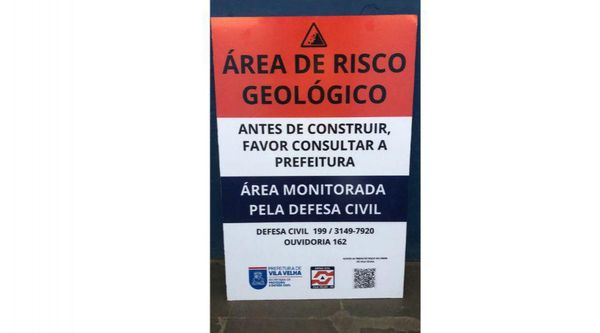 ÁREA DE RISCO
GEOLÓGICO
ANTES DE CONSTRUIR,
FAVOR CONSULTAR A
PREFEITURA
ÁREA MONITORADA
PELA DEFESA CIVIL
DEFESA CIVIL 199 / 3149-7920
OUVIDORIA 162
PREFEITURA DE
VILA VELHA